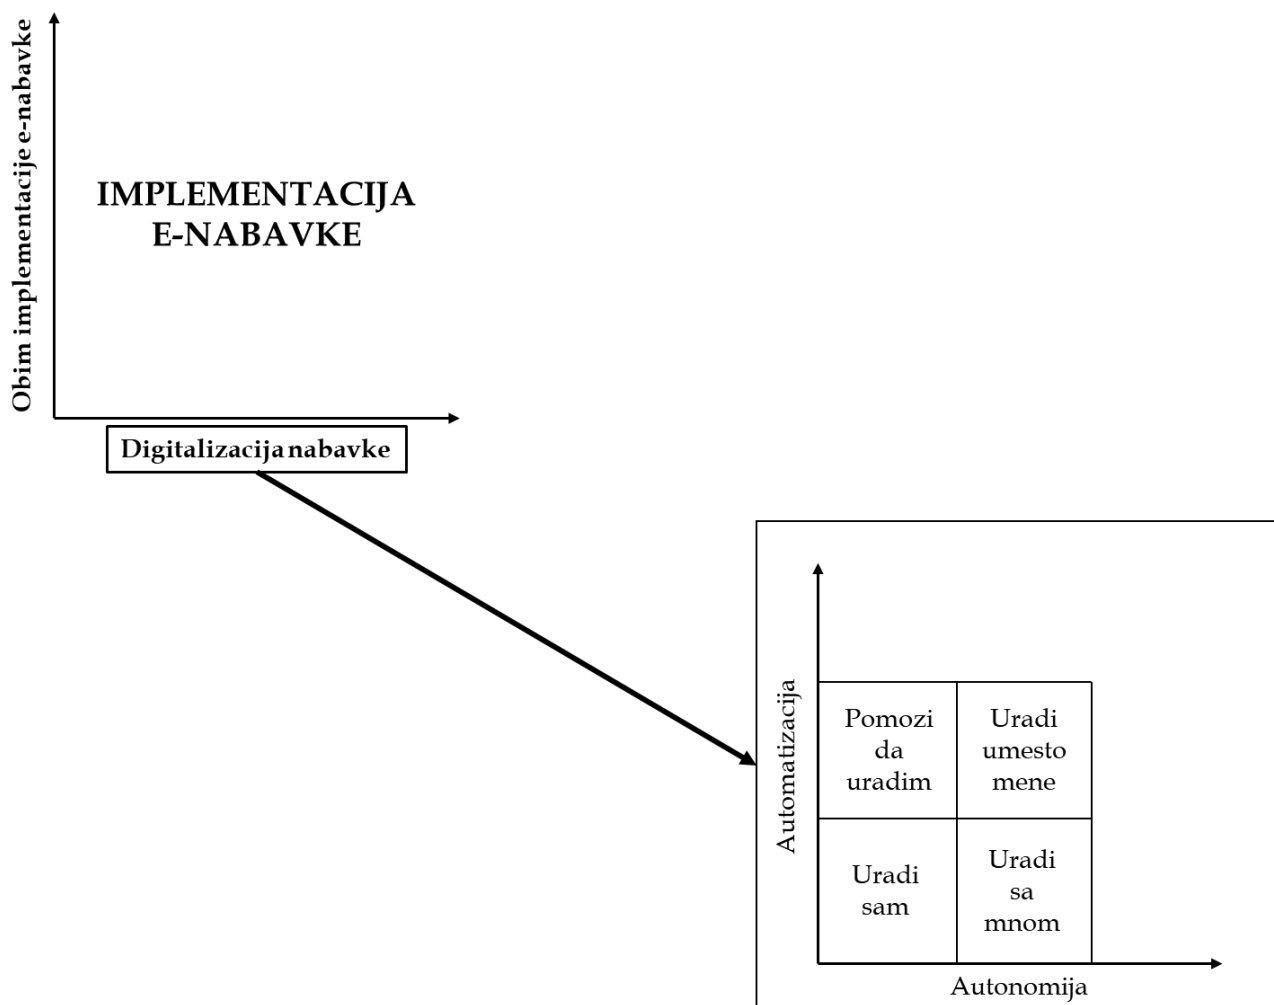 Obim implementacije e-nabavke
IMPLEMENTACIJA
E-NABAVKE
Digitalizacija nabavke
Automatizacija
Pomozi
da
uradim
Uradi
umesto
mene
Uradi
sam
Uradi
sa
mnom
Autonomija